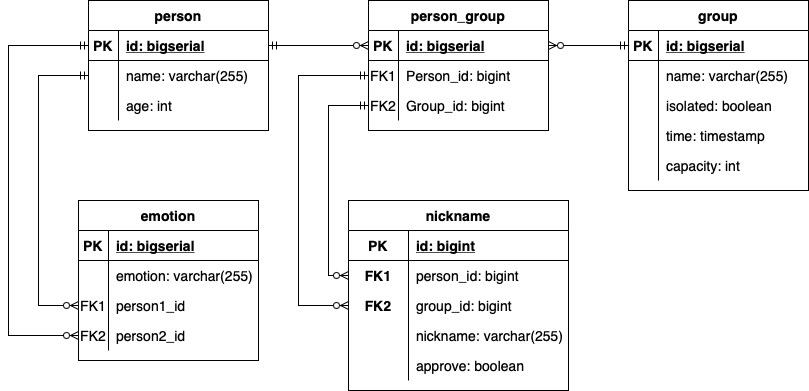 person
PK id: bigserial
name: varchar(255)
age: int
person_group
PK id: bigserial
FK1 Person_id: bigint
FK2 Group_id: bigint
group
PK id: bigserial
name: varchar(255)
isolated: boolean
time: timestamp
capacity: int
emotion
PK id: bigserial
emotion: varchar(255)
FK1 person1_id
FK2 person2_id
nickname
PK id: bigint
FK1 person_id: bigint
FK2 group_id: bigint
nickname: varchar(255)
approve: boolean